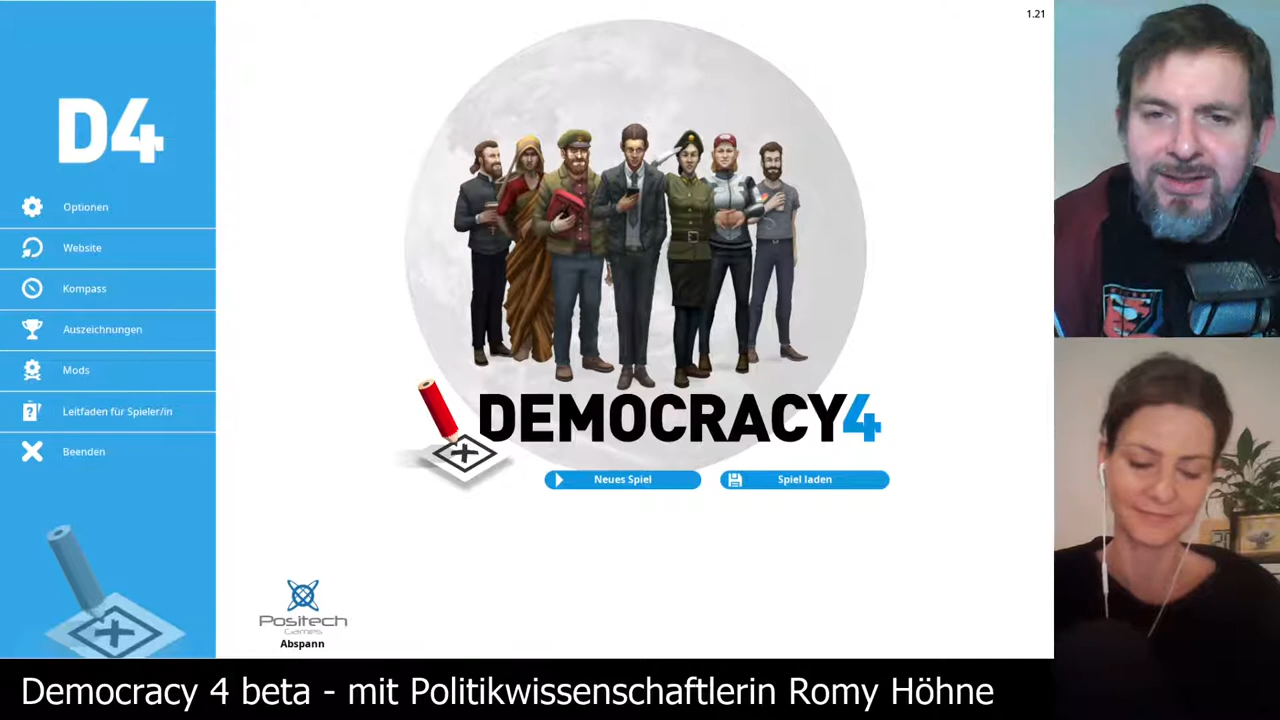 1.21
D4
Optionen
Website
Kompass
Auszeichnungen
Mods
Leitfaden für Spieler/in
Beenden
DEMOCRACY4
Neues Spiel
Spiel laden
Positech
Games
Abspann
Democracy 4 beta - mit Politikwissenschaftlerin Romy Höhne